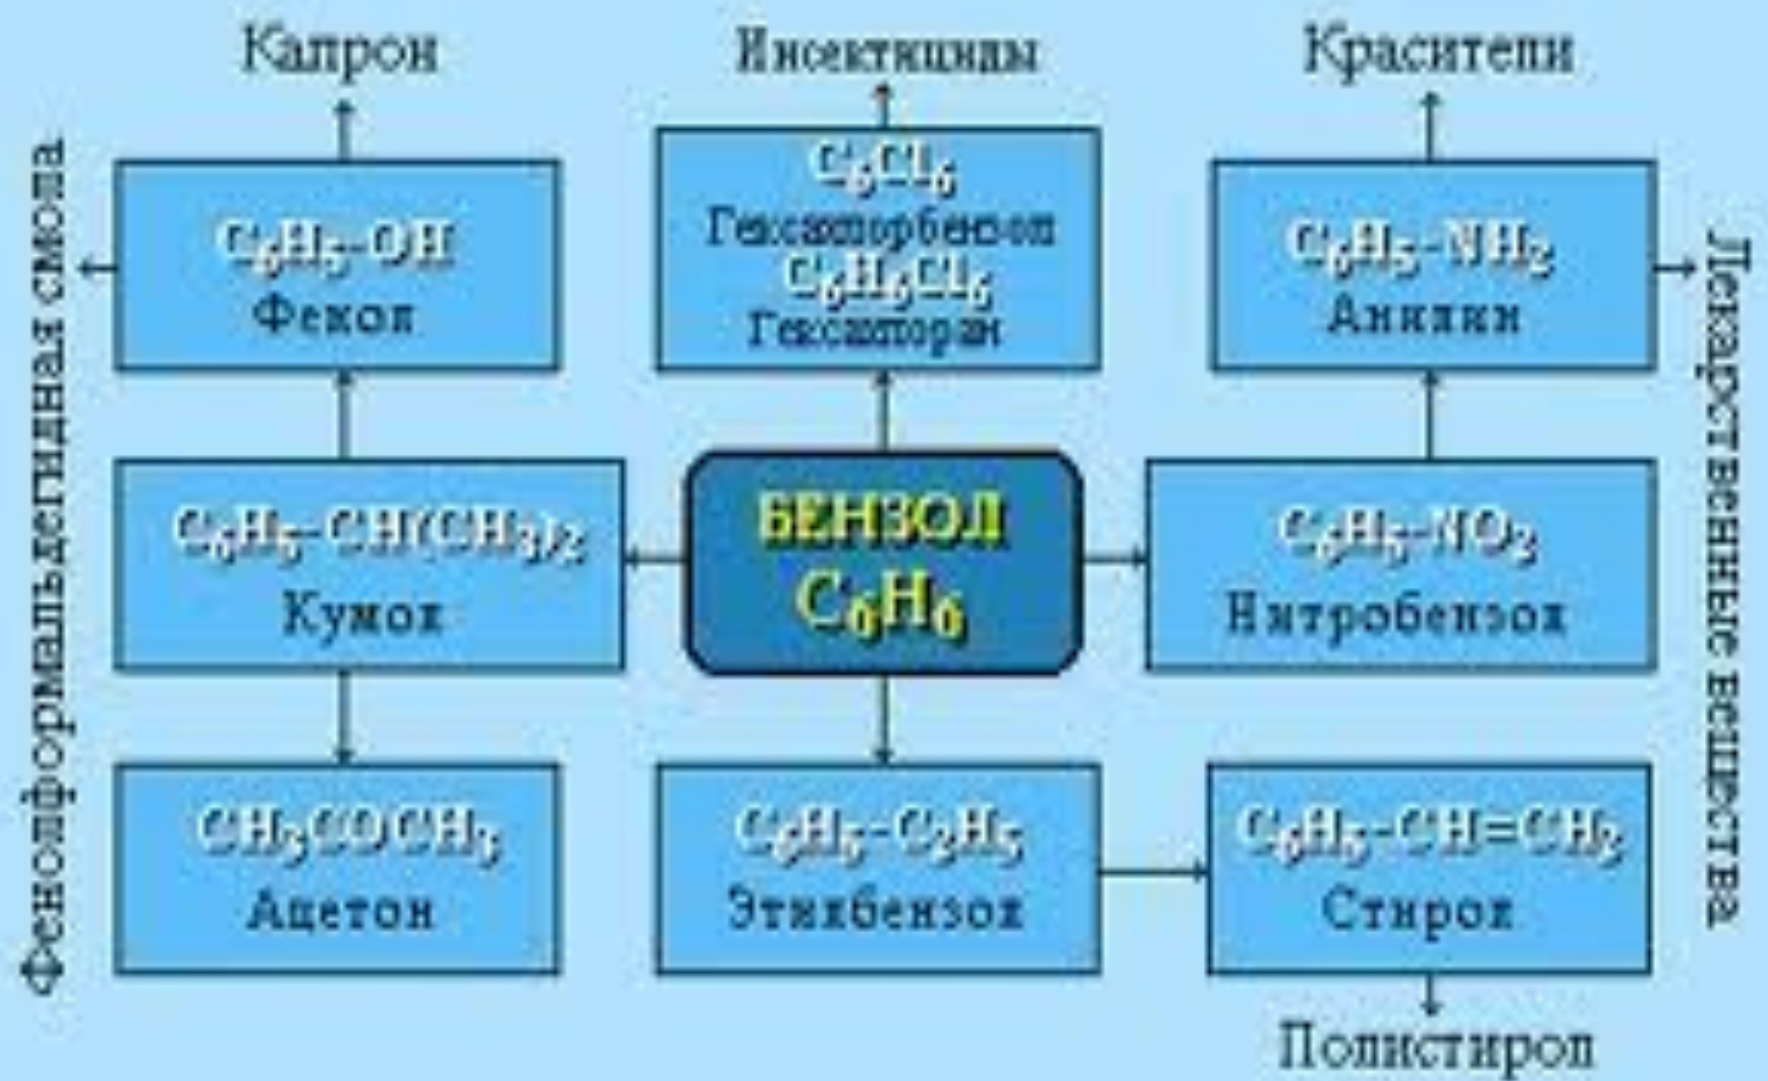 Капрон
Инсектициды
Красители
Фенолформальдегидная смола
C₆H₅-OH
Фенол
C₆Cl₆
Гексахлорбензол
C₆H₆Cl₆
Гексахлоран
C₆H₅-NH₂
Анилин
Лекарственные вещества
C₆H₅-CH(CH₃)₂
Кумол
БЕНЗОЛ
C₆H₆
C₆H₅-NO₂
Нитробензол
CH₃COCH₃
Ацетон
C₆H₅-C₂H₅
Этилбензол
C₆H₅-CH=CH₂
Стирол
Полистирол